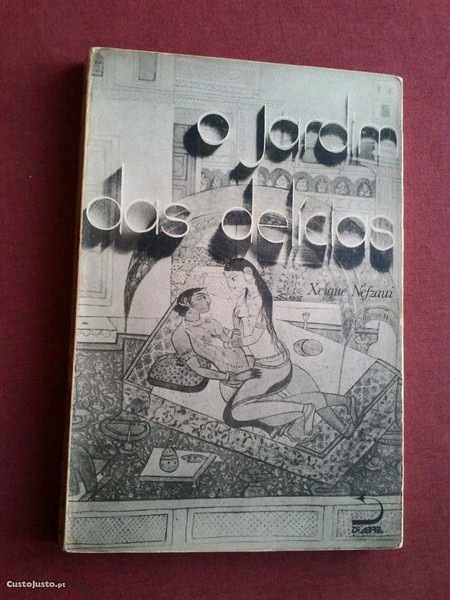 o jardim
das delícias
Xeique Nefzaui
CustoJusto.pt